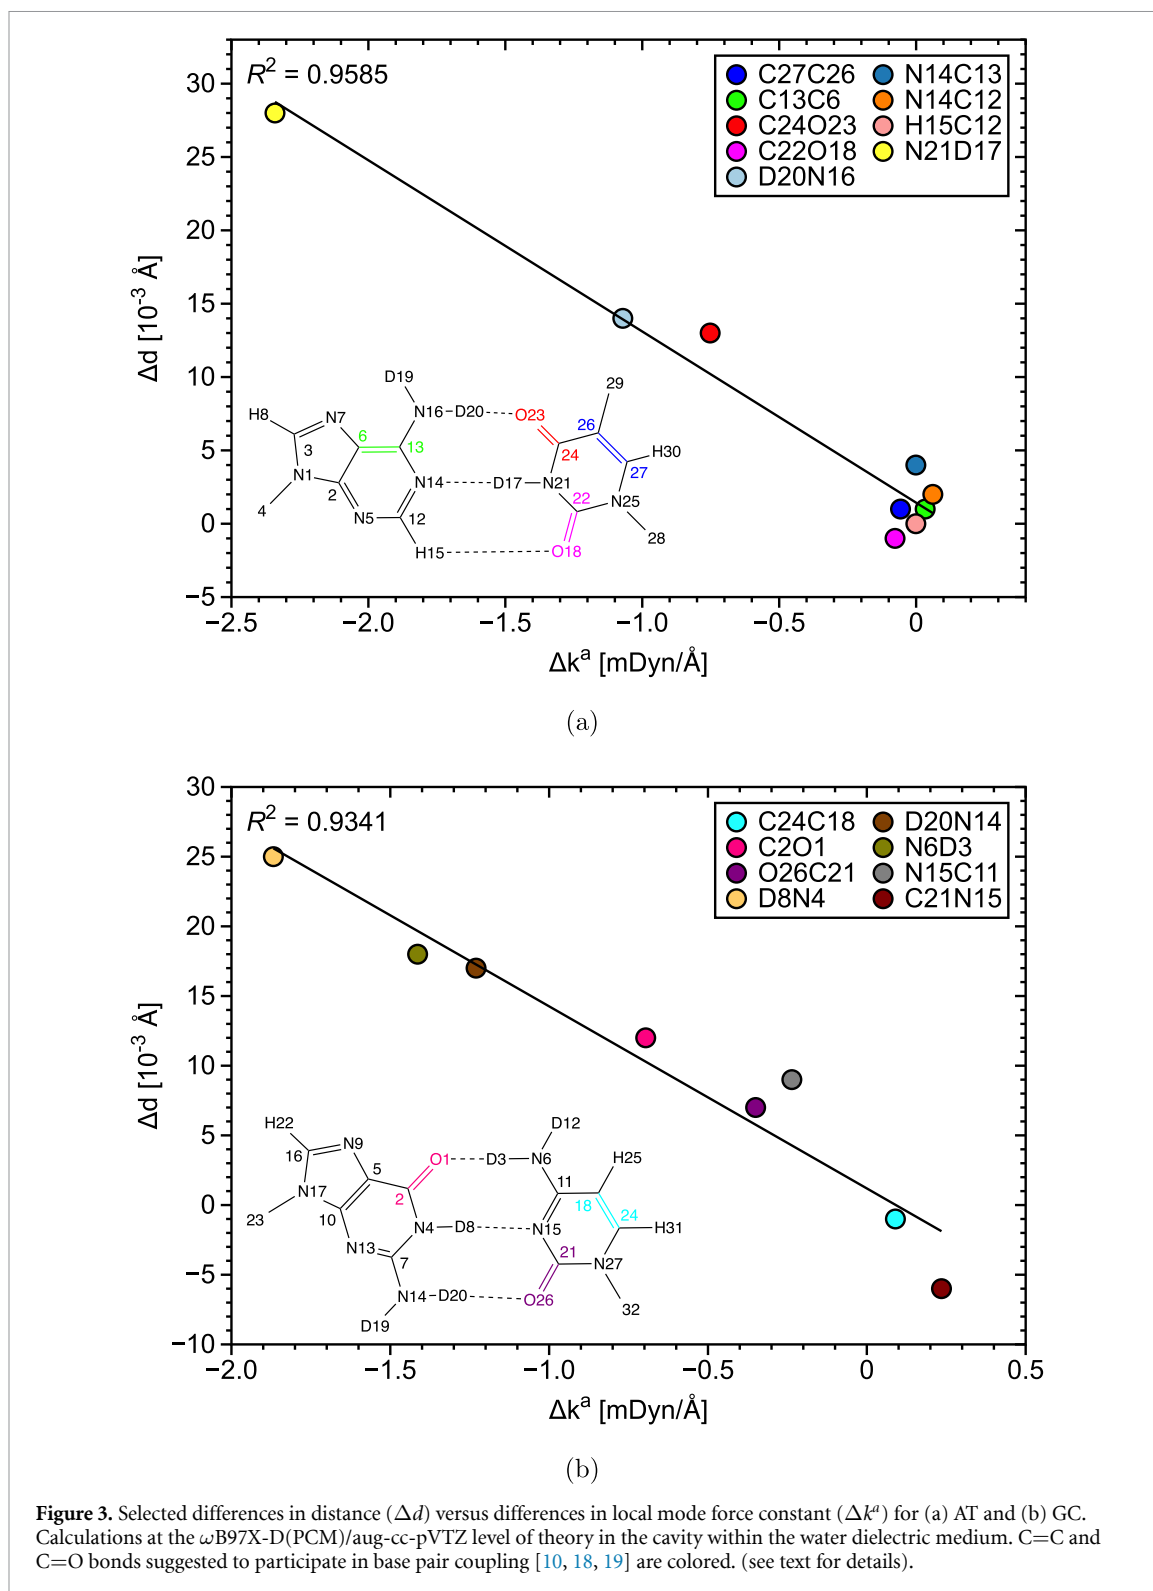 R² = 0.9585
C27C26
C13C6
C24O23
C22O18
D20N16
N14C13
N14C12
H15C12
N21D17
30
25
20
15
10
5
0
−5
Δd [10⁻³ Å]
D19
N16
D20
O23
29
H8
N7
6
13
26
24
H30
27
3
N1
N14
D17
N21
4
2
N5
12
22
N25
H15
O18
28
−2.5
−2.0
−1.5
−1.0
−0.5
0
Δkᵃ [mDyn/Å]
(a)
R² = 0.9341
C24C18
C2O1
O26C21
D8N4
D20N14
N6D3
N15C11
C21N15
30
25
20
15
10
5
0
−5
−10
Δd [10⁻³ Å]
H22
N9
16
5
O1
D3
N6
D12
H25
11
N17
2
18
24
23
10
N4
D8
N15
H31
N13
7
21
N27
N14
D20
O26
32
D19
−2.0
−1.5
−1.0
−0.5
0
0.5
Δkᵃ [mDyn/Å]
(b)
Figure 3. Selected differences in distance (Δd) versus differences in local mode force constant (Δkᵃ) for (a) AT and (b) GC.
Calculations at the ωB97X-D(PCM)/aug-cc-pVTZ level of theory in the cavity within the water dielectric medium. C=C and
C=O bonds suggested to participate in base pair coupling [10, 18, 19] are colored. (see text for details).